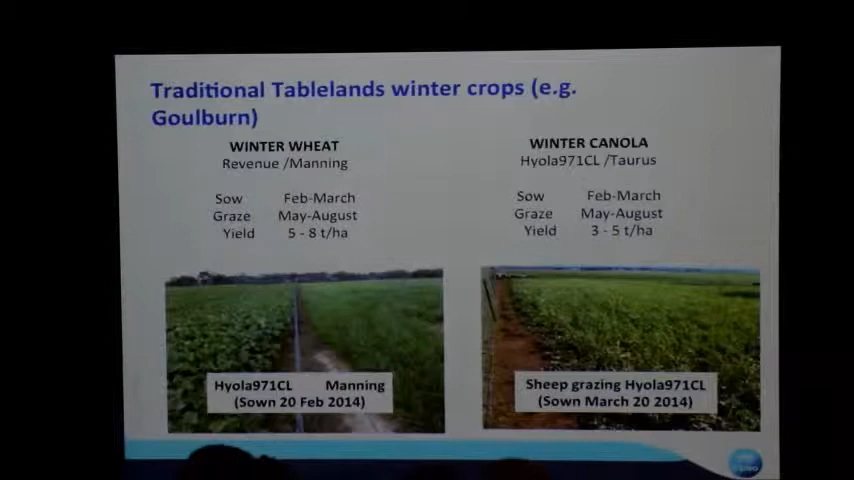 Traditional Tablelands winter crops (e.g.
Goulburn)
WINTER WHEAT
Revenue /Manning
Sow Feb-March
Graze May-August
Yield 5 - 8 t/ha
WINTER CANOLA
Hyola971CL /Taurus
Sow Feb-March
Graze May-August
Yield 3 - 5 t/ha
Hyola971CL Manning
(Sown 20 Feb 2014)
Sheep grazing Hyola971CL
(Sown March 20 2014)